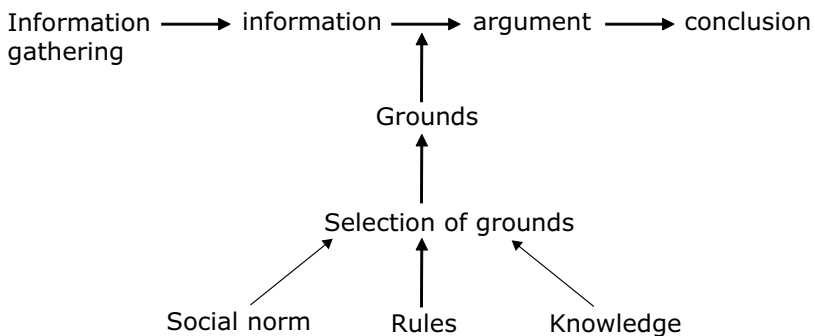 Information information argument conclusion
gathering
Grounds
Selection of grounds
Social norm Rules Knowledge